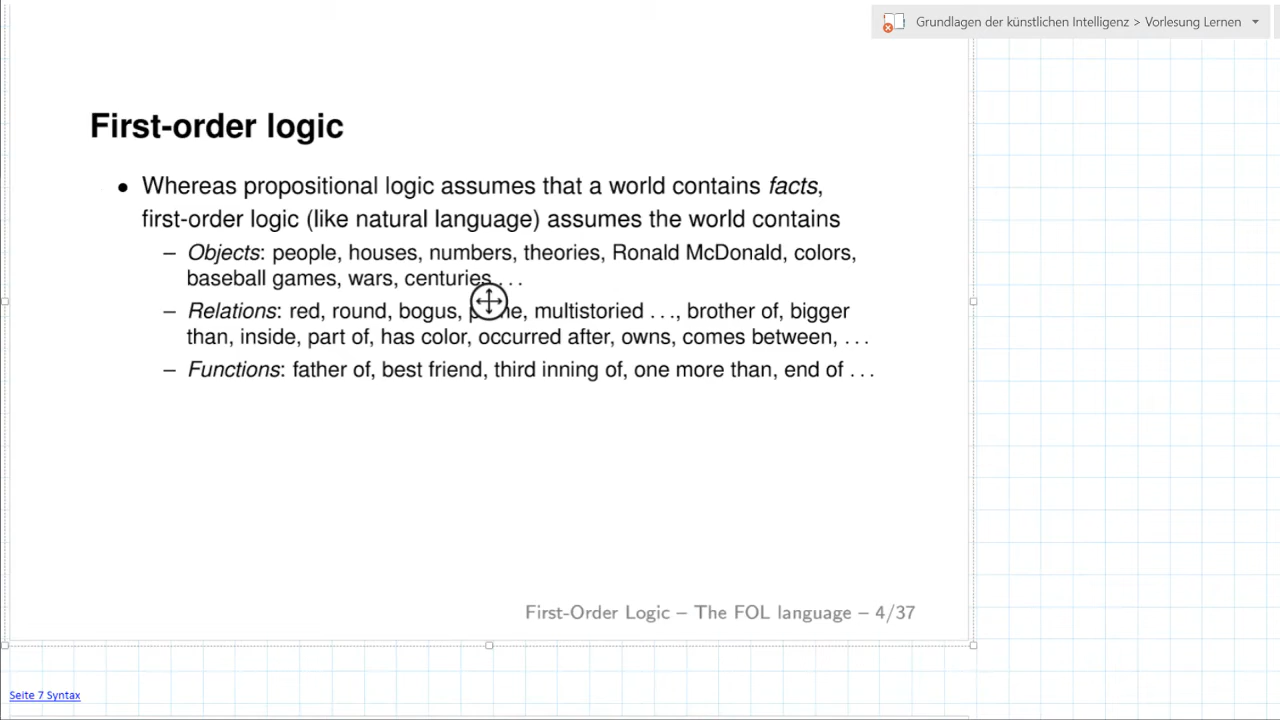 Grundlagen der künstlichen Intelligenz > Vorlesung Lernen
First-order logic
• Whereas propositional logic assumes that a world contains facts,
first-order logic (like natural language) assumes the world contains
– Objects: people, houses, numbers, theories, Ronald McDonald, colors,
baseball games, wars, centuries . . .
– Relations: red, round, bogus, multistoried . . ., brother of, bigger
than, inside, part of, has color, occurred after, owns, comes between, . . .
– Functions: father of, best friend, third inning of, one more than, end of . . .
First-Order Logic – The FOL language – 4/37
Seite 7 Syntax